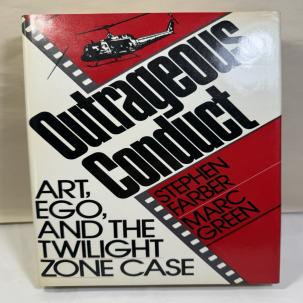 Outrageous
Conduct
ART,
EGO,
AND THE
TWILIGHT
ZONE CASE
STEPHEN
FARBER
MARC
GREEN